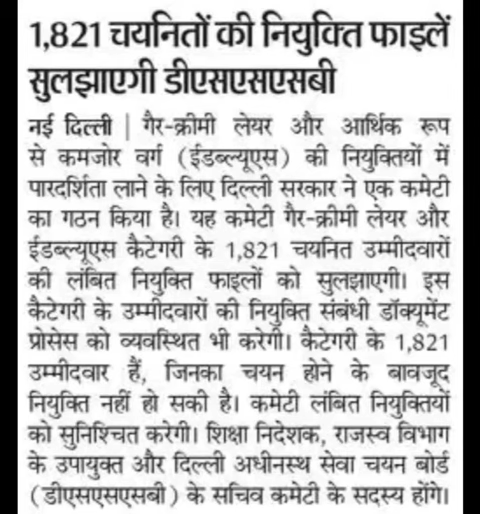 1,821 चयनितों की नियुक्ति फाइलें
सुलझाएगी डीएसएसएसबी
नई दिल्ली | गैर-क्रीमी लेयर और आर्थिक रूप
से कमजोर वर्ग (ईडब्ल्यूएस) की नियुक्तियों में
पारदर्शिता लाने के लिए दिल्ली सरकार ने एक कमेटी
का गठन किया है। यह कमेटी गैर-क्रीमी लेयर और
ईडब्ल्यूएस कैटेगरी के 1,821 चयनित उम्मीदवारों
की लंबित नियुक्ति फाइलों को सुलझाएगी। इस
कैटेगरी के उम्मीदवारों की नियुक्ति संबंधी डॉक्यूमेंट
प्रोसेस को व्यवस्थित भी करेगी। कैटेगरी के 1,821
उम्मीदवार हैं, जिनका चयन होने के बावजूद
नियुक्ति नहीं हो सकी है। कमेटी लंबित नियुक्तियों
को सुनिश्चित करेगी। शिक्षा निदेशक, राजस्व विभाग
के उपायुक्त और दिल्ली अधीनस्थ सेवा चयन बोर्ड
(डीएसएसएसबी) के सचिव कमेटी के सदस्य होंगे।